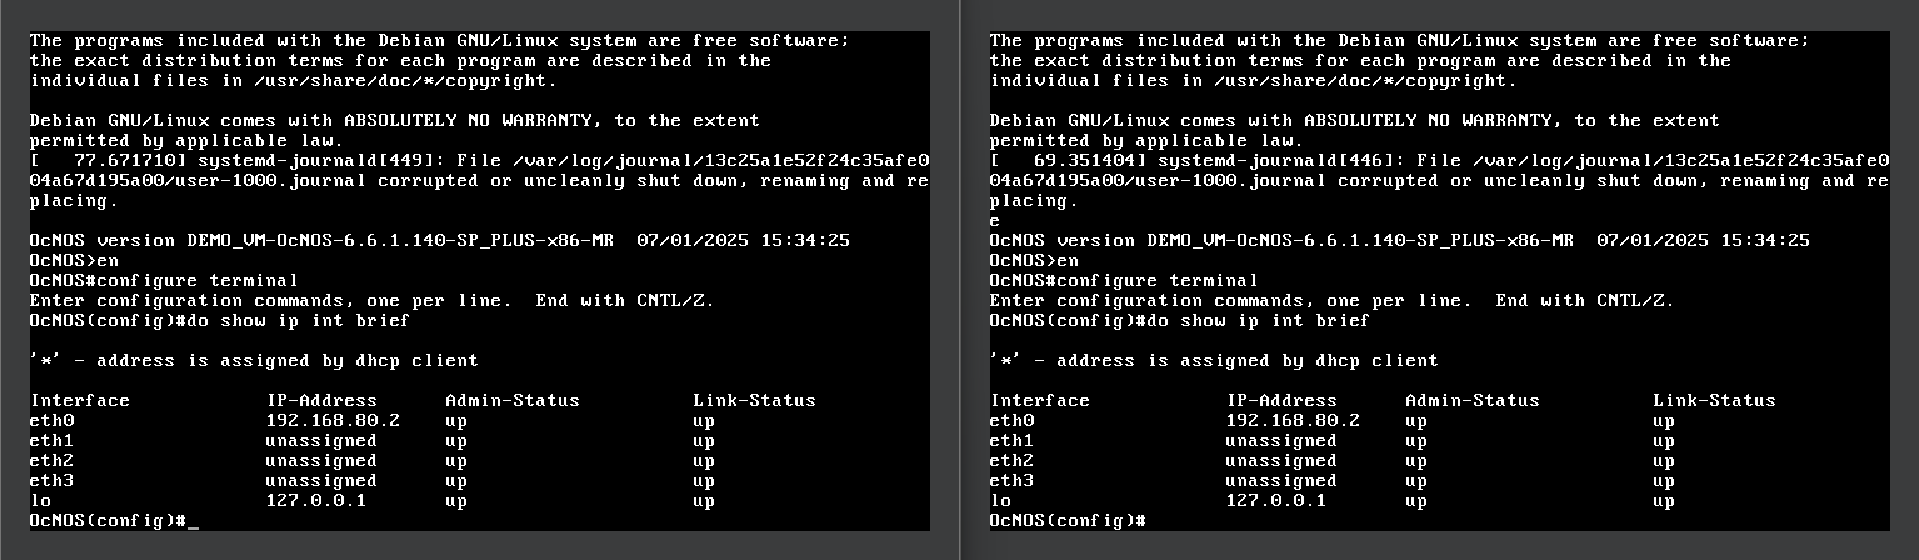 The programs included with the Debian GNU/Linux system are free software;
the exact distribution terms for each program are described in the
individual files in /usr/share/doc/*/copyright.
Debian GNU/Linux comes with ABSOLUTELY NO WARRANTY, to the extent
permitted by applicable law.
[   77.671710] systemd-journald[449]: File /var/log/journal/13c25a1e52f24c35afe0
04a67d195a00/user-1000.journal corrupted or uncleanly shut down, renaming and re
placing.
OcNOS version DEMO_VM-OcNOS-6.6.1.140-SP_PLUS-x86-MR  07/01/2025 15:34:25
OcNOS>en
OcNOS#configure terminal
Enter configuration commands, one per line.  End with CNTL/Z.
OcNOS(config)#do show ip int brief
'*' - address is assigned by dhcp client
Interface             IP-Address      Admin-Status          Link-Status
eth0                  192.168.80.2    up                    up
eth1                  unassigned      up                    up
eth2                  unassigned      up                    up
eth3                  unassigned      up                    up
lo                    127.0.0.1       up                    up
OcNOS(config)#_
The programs included with the Debian GNU/Linux system are free software;
the exact distribution terms for each program are described in the
individual files in /usr/share/doc/*/copyright.
Debian GNU/Linux comes with ABSOLUTELY NO WARRANTY, to the extent
permitted by applicable law.
[   69.351404] systemd-journald[446]: File /var/log/journal/13c25a1e52f24c35afe0
04a67d195a00/user-1000.journal corrupted or uncleanly shut down, renaming and re
placing.
e
OcNOS version DEMO_VM-OcNOS-6.6.1.140-SP_PLUS-x86-MR  07/01/2025 15:34:25
OcNOS>en
OcNOS#configure terminal
Enter configuration commands, one per line.  End with CNTL/Z.
OcNOS(config)#do show ip int brief
'*' - address is assigned by dhcp client
Interface             IP-Address      Admin-Status          Link-Status
eth0                  192.168.80.2    up                    up
eth1                  unassigned      up                    up
eth2                  unassigned      up                    up
eth3                  unassigned      up                    up
lo                    127.0.0.1       up                    up
OcNOS(config)#